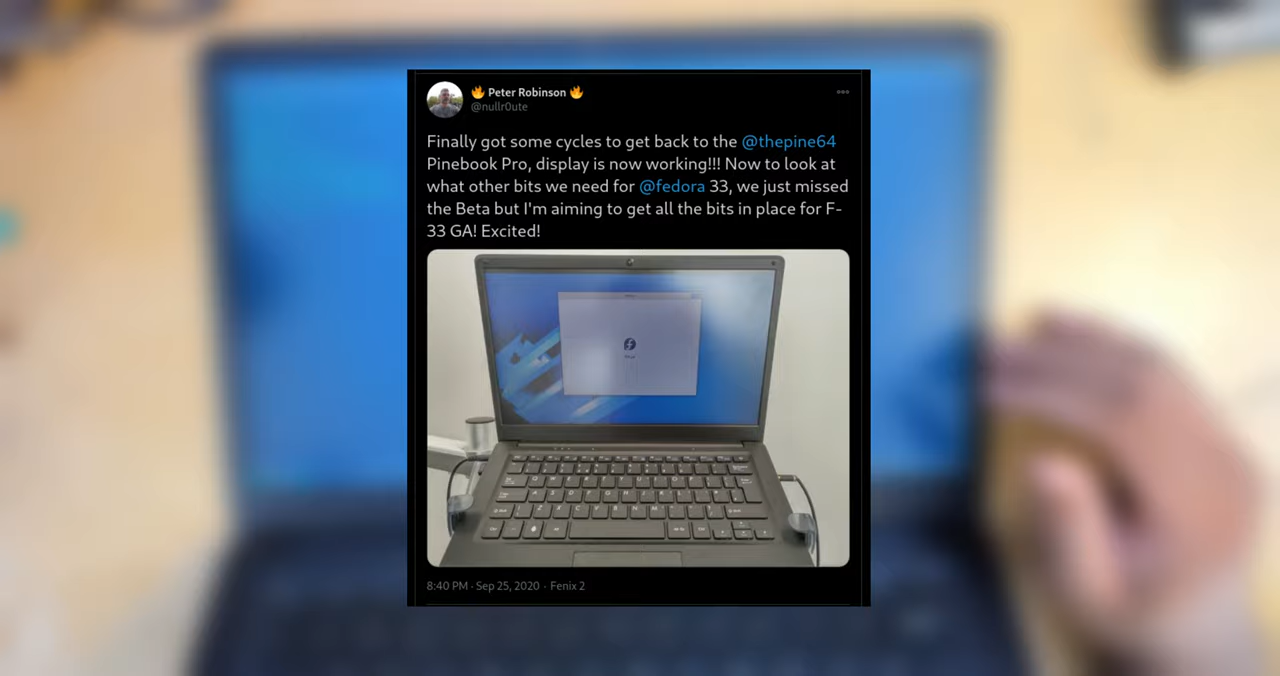 🔥 Peter Robinson 🔥
@nullr0ute
Finally got some cycles to get back to the @thepine64
Pinebook Pro, display is now working!!! Now to look at
what other bits we need for @fedora 33, we just missed
the Beta but I'm aiming to get all the bits in place for F-
33 GA! Excited!
8:40 PM · Sep 25, 2020 · Fenix 2